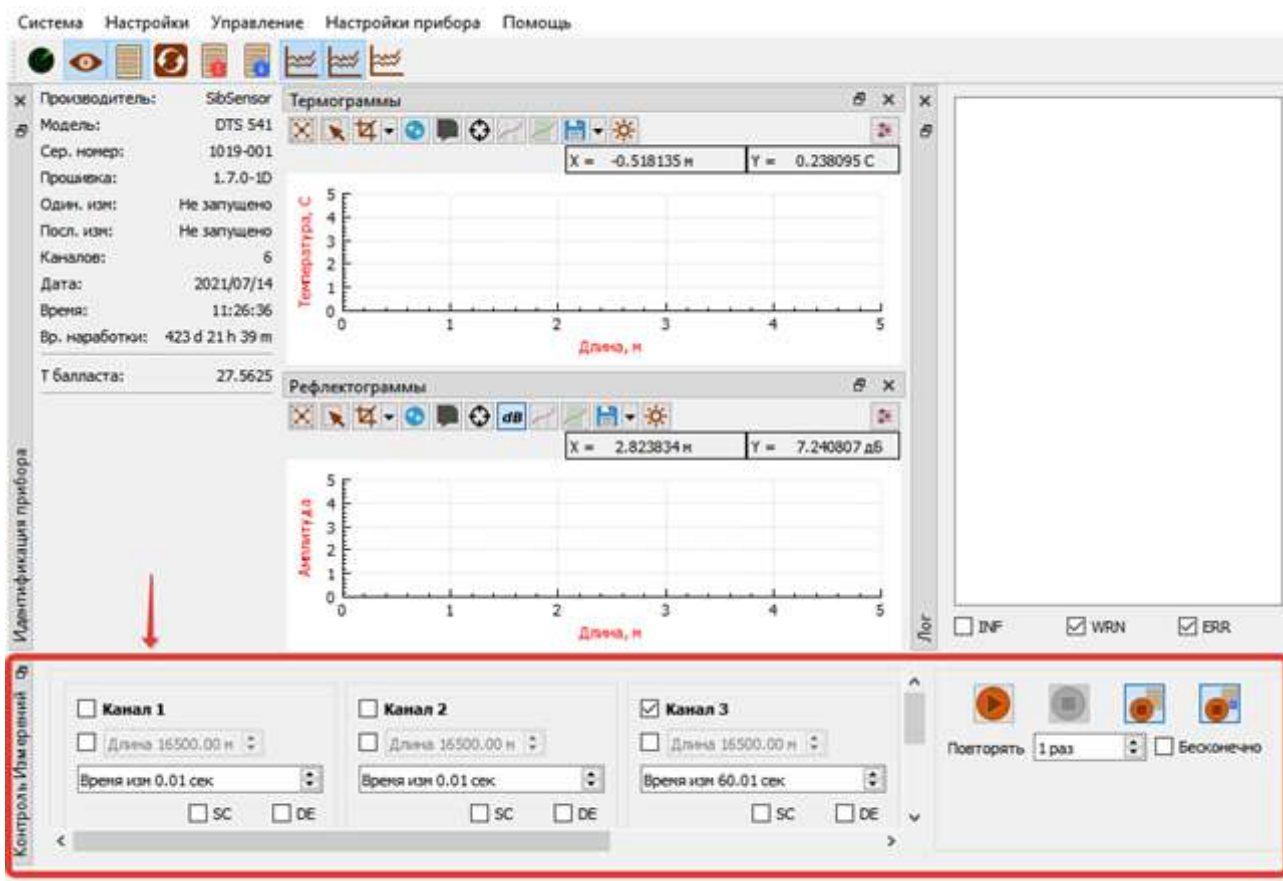 Система Настройки Управление Настройки прибора Помощь
Идентификация прибора
Производитель: SibSensor
Модель: DTS 541
Сер. номер: 1019-001
Прошивка: 1.7.0-1D
Один. изм: Не запущено
Посл. изм: Не запущено
Каналов: 6
Дата: 2021/07/14
Время: 11:26:36
Вр. наработки: 423 d 21 h 39 m
Т балласта: 27.5625
Термограммы
X = -0.518135 м Y = 0.238095 C
Температура, С
5
4
3
2
1
0
0 1 2 3 4 5
Длина, м
Рефлектограммы
dB
X = 2.823834 м Y = 7.240807 дБ
Амплитуда
5
4
3
2
1
0
0 1 2 3 4 5
Длина, м
Лог
INF WRN ERR
Контроль Измерений
Канал 1 Канал 2 Канал 3
Длина 16500.00 м Длина 16500.00 м Длина 16500.00 м
Время изм 0.01 сек Время изм 0.01 сек Время изм 60.01 сек
SC DE SC DE SC DE
Повторять 1 раз Бесконечно